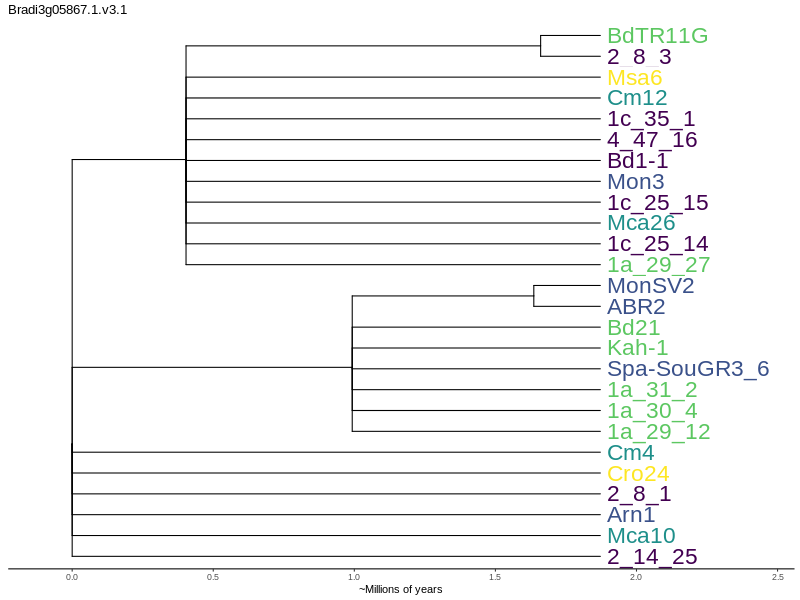 Bradi3g05867.1.v3.1
BdTR11G
2_8_3
Msa6
Cm12
1c_35_1
4_47_16
Bd1-1
Mon3
1c_25_15
Mca26
1c_25_14
1a_29_27
MonSV2
ABR2
Bd21
Kah-1
Spa-SouGR3_6
1a_31_2
1a_30_4
1a_29_12
Cm4
Cro24
2_8_1
Arn1
Mca10
2_14_25
0.0 0.5 1.0 1.5 2.0 2.5
~Millions of years